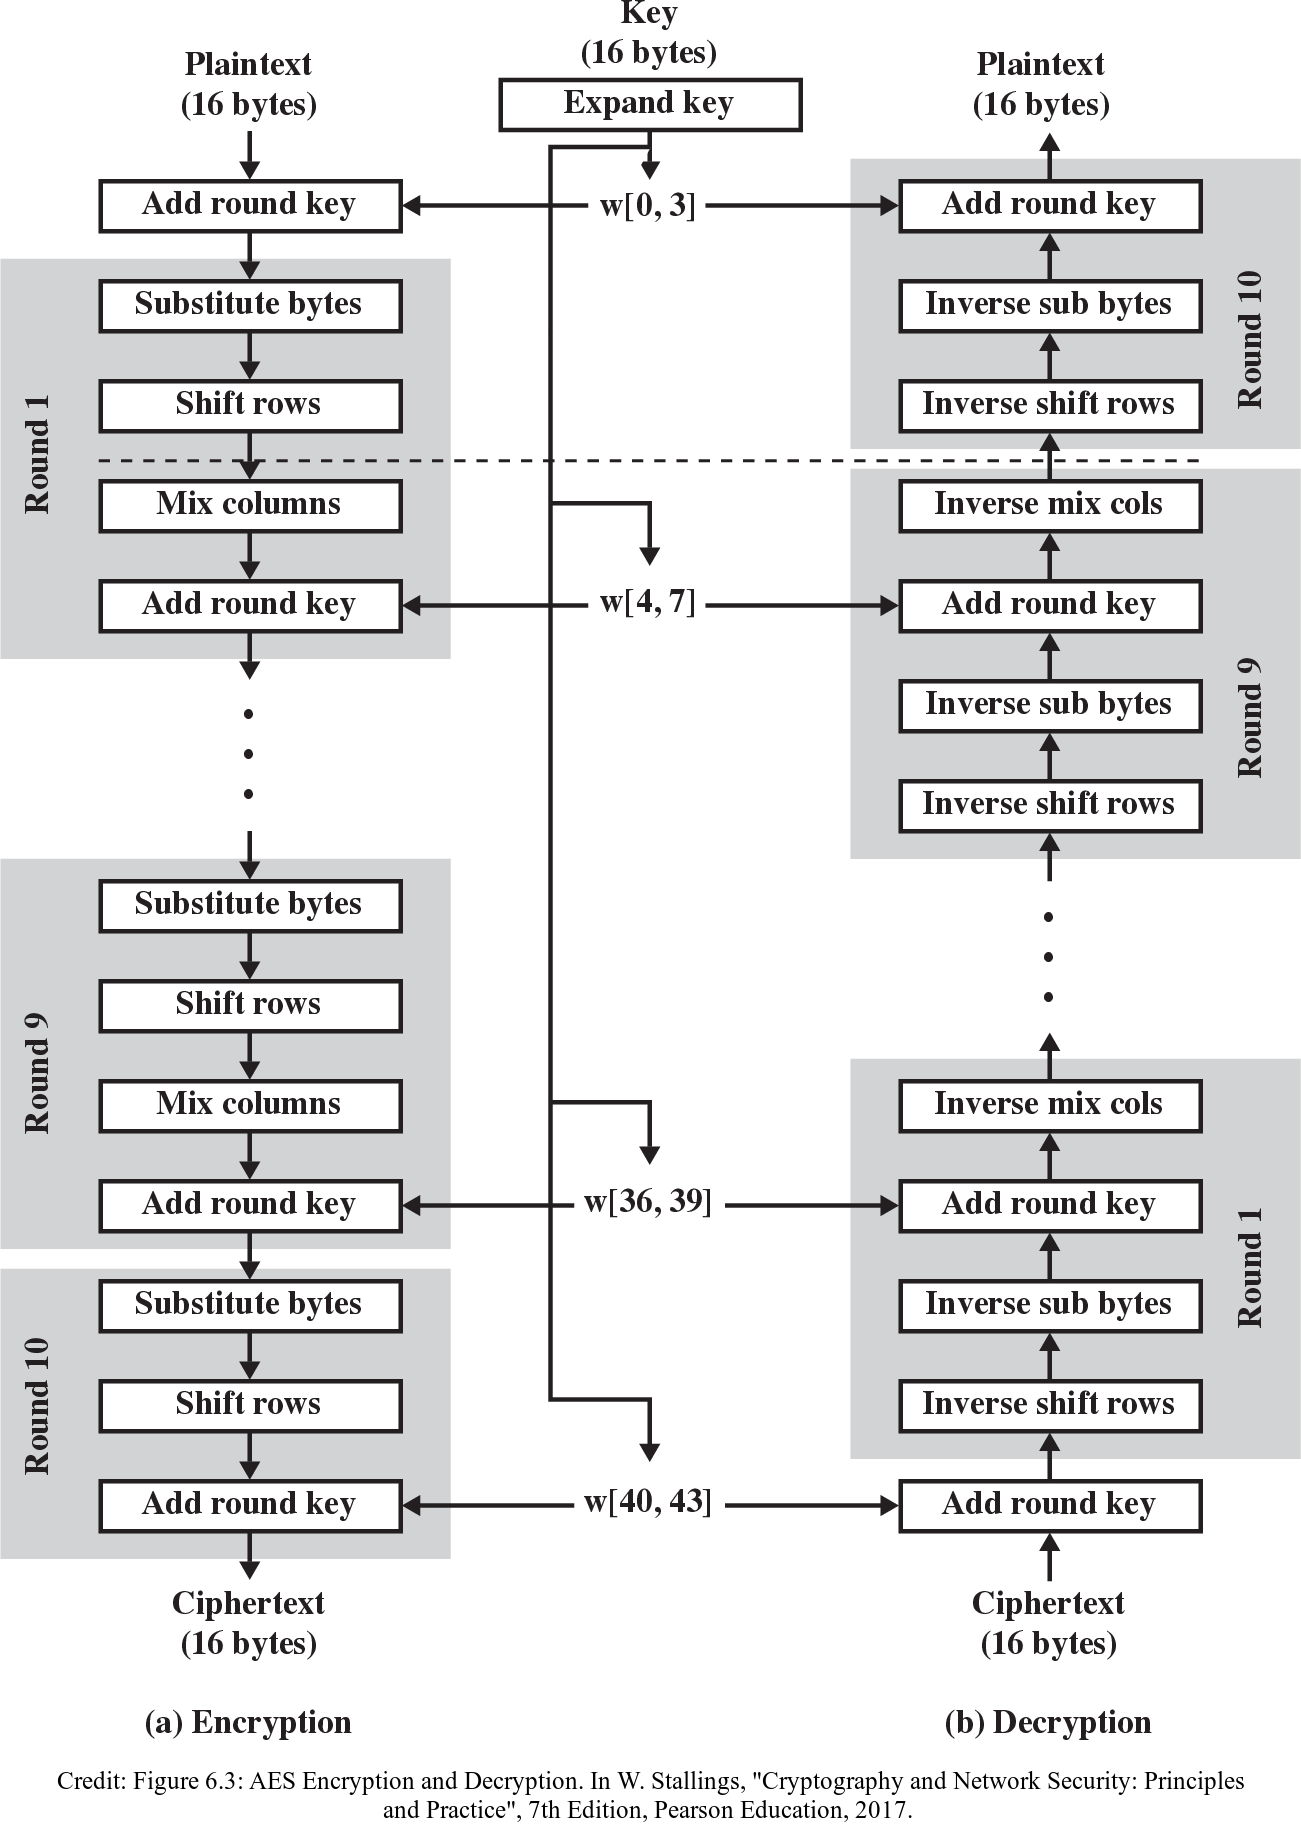 Key
(16 bytes)
Expand key
Plaintext
(16 bytes)
Add round key
Round 1
Substitute bytes
Shift rows
Mix columns
Add round key
Round 9
Substitute bytes
Shift rows
Mix columns
Add round key
Round 10
Substitute bytes
Shift rows
Add round key
Ciphertext
(16 bytes)
(a) Encryption
w[0, 3]
w[4, 7]
w[36, 39]
w[40, 43]
Plaintext
(16 bytes)
Add round key
Inverse sub bytes
Inverse shift rows
Round 10
Inverse mix cols
Add round key
Inverse sub bytes
Inverse shift rows
Round 9
Inverse mix cols
Add round key
Inverse sub bytes
Inverse shift rows
Round 1
Add round key
Ciphertext
(16 bytes)
(b) Decryption
Credit: Figure 6.3: AES Encryption and Decryption. In W. Stallings, "Cryptography and Network Security: Principles
and Practice", 7th Edition, Pearson Education, 2017.